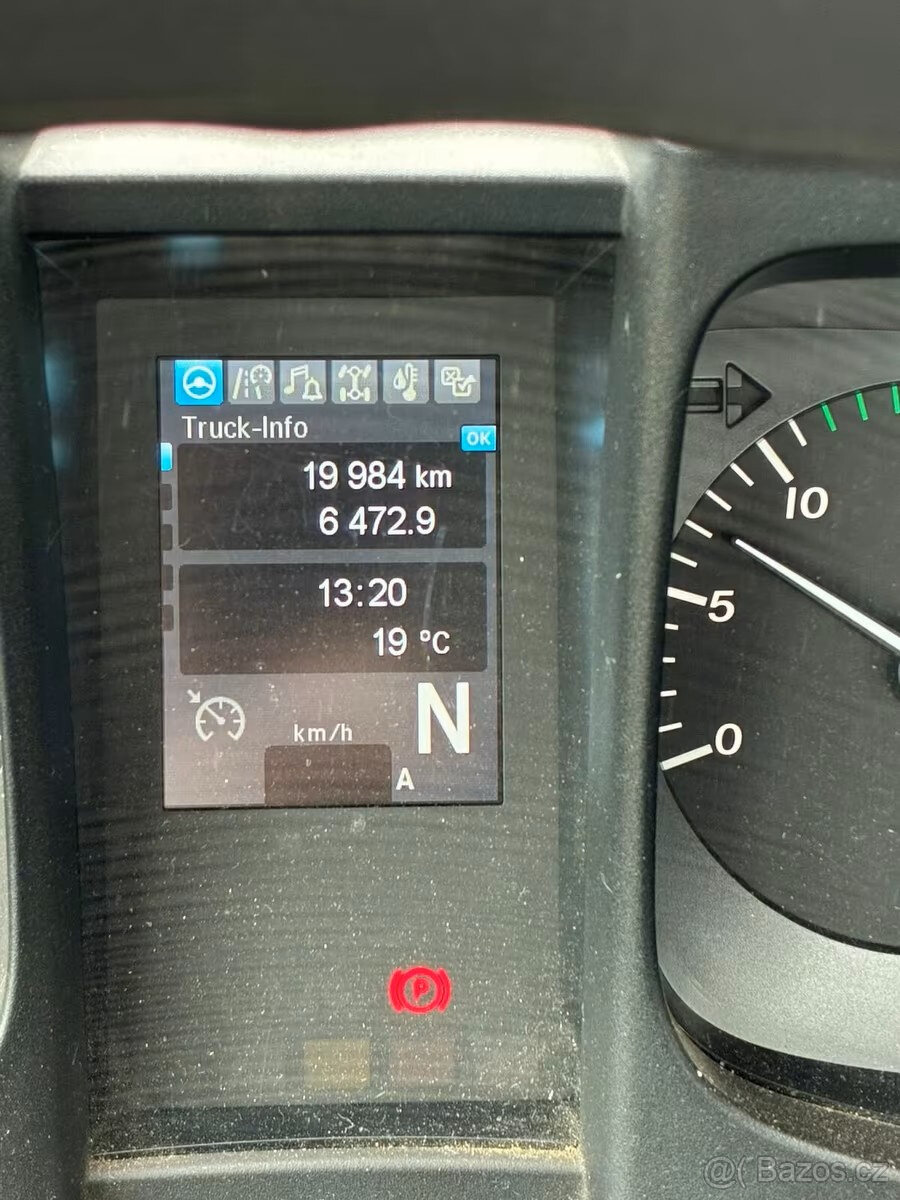 Truck-Info
OK
19 984 km
6 472.9
13:20
19 °C
km/h
N
A
P
10
5
0
@( Bazos.cz